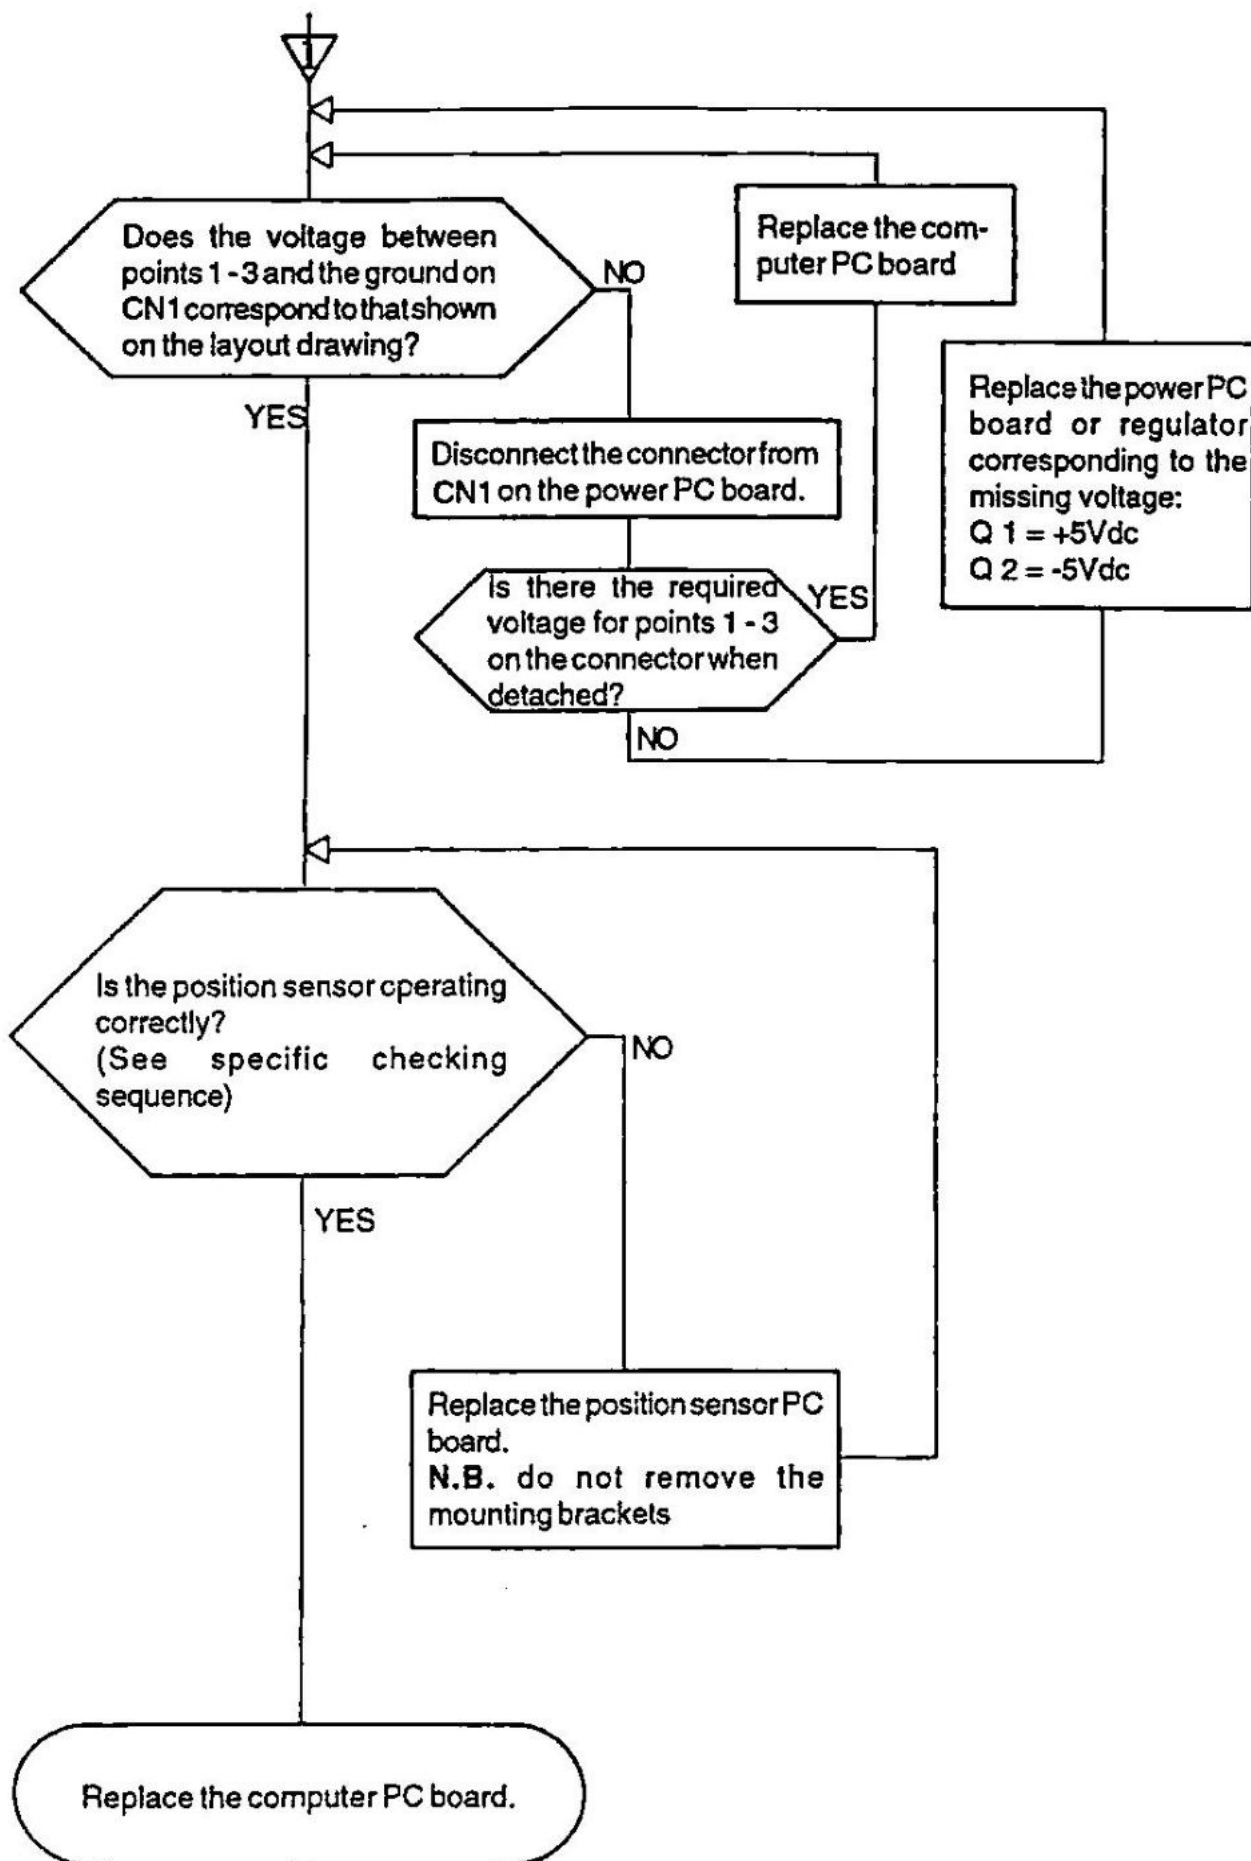 Does the voltage between
points 1 - 3 and the ground on
CN1 correspond to that shown
on the layout drawing?
NO
YES
Replace the com-
puter PC board
Disconnect the connector from
CN1 on the power PC board.
Is there the required
voltage for points 1 - 3
on the connector when
detached?
YES
NO
Replace the power PC
board or regulator
corresponding to the
missing voltage:
Q 1 = +5Vdc
Q 2 = -5Vdc
Is the position sensor operating
correctly?
(See specific checking
sequence)
NO
YES
Replace the position sensor PC
board.
N.B. do not remove the
mounting brackets
Replace the computer PC board.